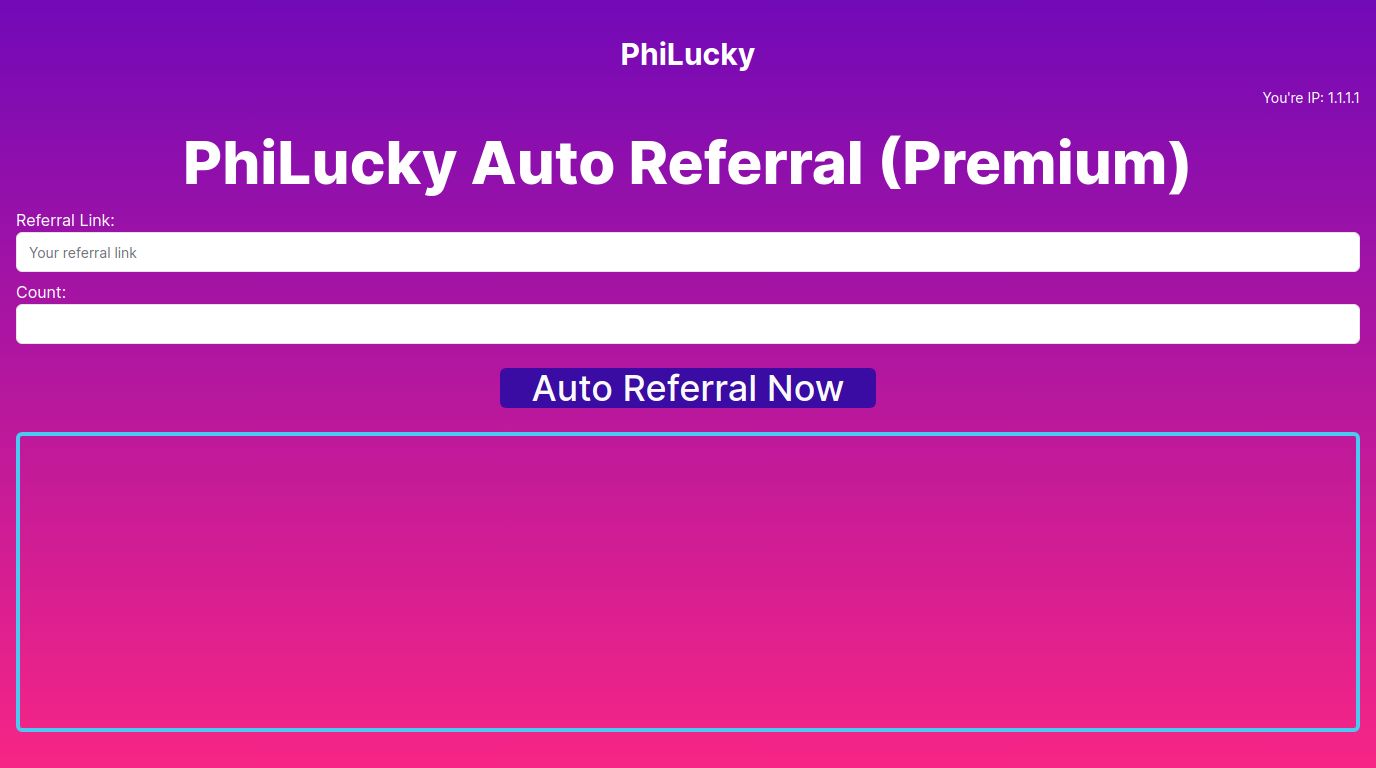 PhiLucky
You're IP: 1.1.1.1
PhiLucky Auto Referral (Premium)
Referral Link:
Your referral link
Count:
Auto Referral Now